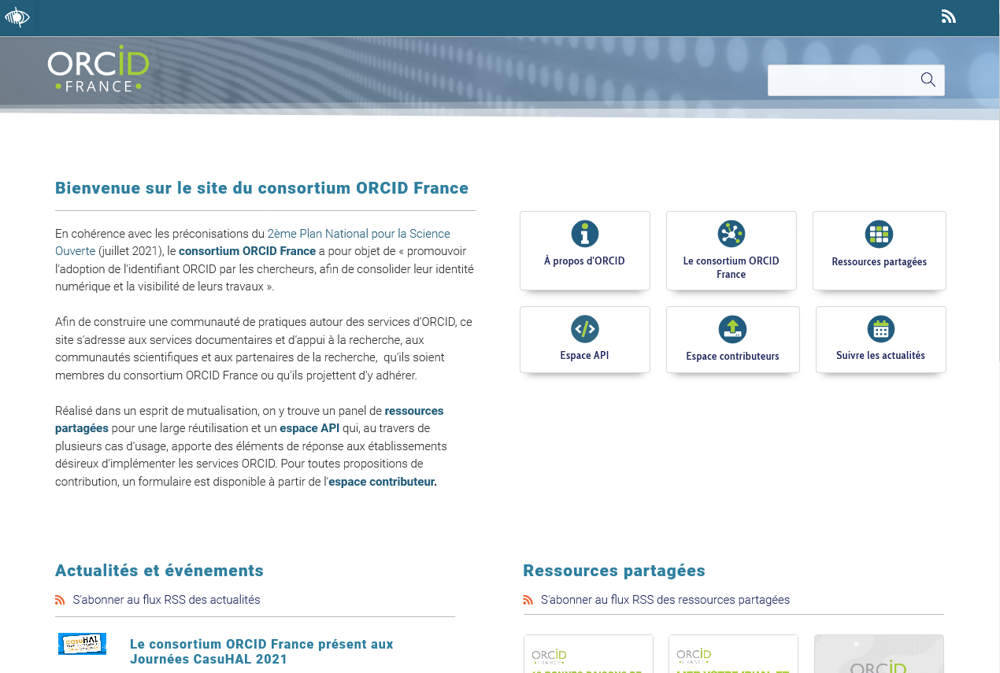 ORCID
FRANCE
Bienvenue sur le site du consortium ORCID France
En cohérence avec les préconisations du 2ème Plan National pour la Science
Ouverte (juillet 2021), le consortium ORCID France a pour objet de « promouvoir
l’adoption de l’identifiant ORCID par les chercheurs, afin de consolider leur identité
numérique et la visibilité de leurs travaux ».
Afin de construire une communauté de pratiques autour des services d’ORCID, ce
site s’adresse aux services documentaires et d’appui à la recherche, aux
communautés scientifiques et aux partenaires de la recherche, qu’ils soient
membres du consortium ORCID France ou qu’ils projettent d’y adhérer.
Réalisé dans un esprit de mutualisation, on y trouve un panel de ressources
partagées pour une large réutilisation et un espace API qui, au travers de
plusieurs cas d’usage, apporte des éléments de réponse aux établissements
désireux d’implémenter les services ORCID. Pour toutes propositions de
contribution, un formulaire est disponible à partir de l’espace contributeur.
À propos d'ORCID
Le consortium ORCID
France
Ressources partagées
Espace API
Espace contributeurs
Suivre les actualités
Actualités et événements
S'abonner au flux RSS des actualités
casuHAL
Le consortium ORCID France présent aux
Journées CasuHAL 2021
Ressources partagées
S'abonner au flux RSS des ressources partagées
ORCID
FRANCE
ORCID
FRANCE
ORCID